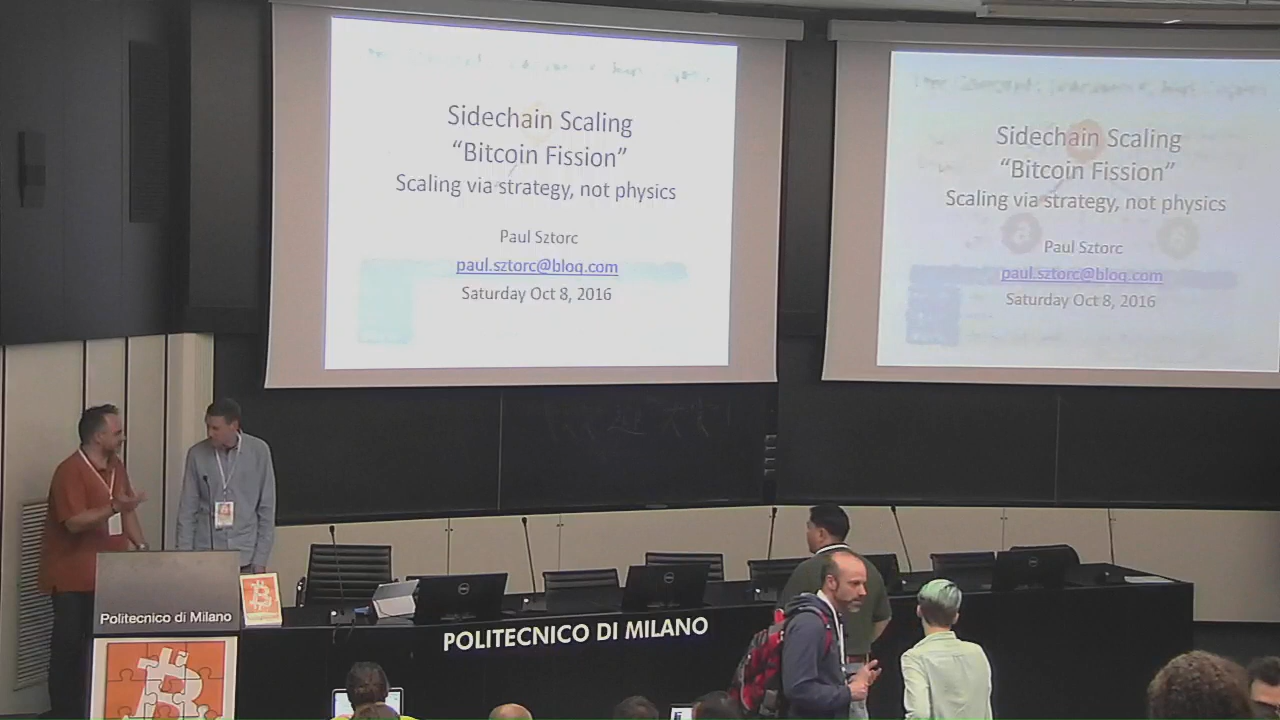 Sidechain Scaling
“Bitcoin Fission”
Scaling via strategy, not physics
Paul Sztorc
paul.sztorc@bloq.com
Saturday Oct 8, 2016
Sidechain Scaling
“Bitcoin Fission”
Scaling via strategy, not physics
Paul Sztorc
paul.sztorc@bloq.com
Saturday Oct 8, 2016
Politecnico di Milano
POLITECNICO DI MILANO